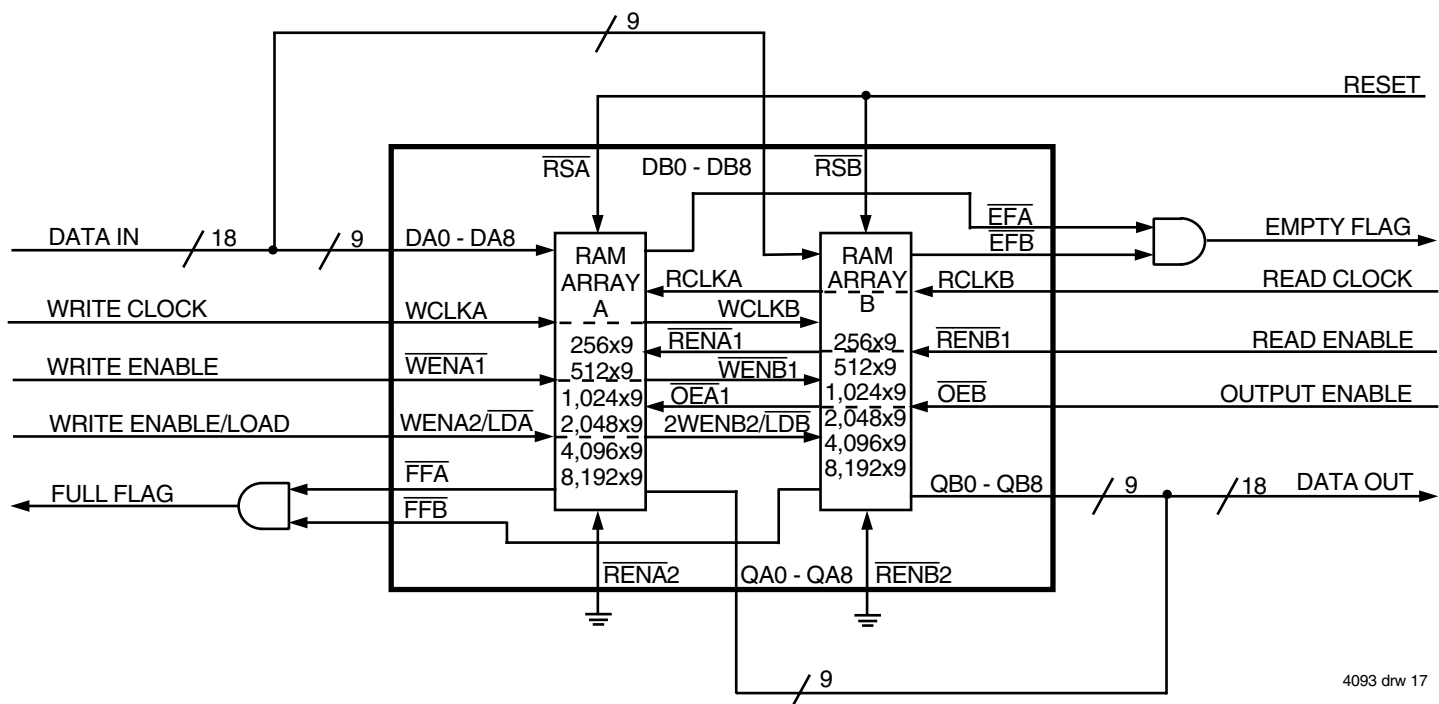 9
RESET
RSA
DB0 - DB8
RSB
DATA IN
18
9
DA0 - DA8
EFA
EFB
EMPTY FLAG
RAM
ARRAY
A
256x9
512x9
1,024x9
2,048x9
4,096x9
8,192x9
RAM
ARRAY
B
256x9
512x9
1,024x9
2,048x9
4,096x9
8,192x9
RCLKA
RCLKB
READ CLOCK
WRITE CLOCK
WCLKA
WCLKB
RENA1
RENB1
READ ENABLE
WRITE ENABLE
WENA1
WENB1
OEA1
OEB
OUTPUT ENABLE
WRITE ENABLE/LOAD
WENA2/LDA
2WENB2/LDB
FFA
FULL FLAG
FFB
QB0 - QB8
9
18
DATA OUT
RENA2
QA0 - QA8
RENB2
9
4093 drw 17